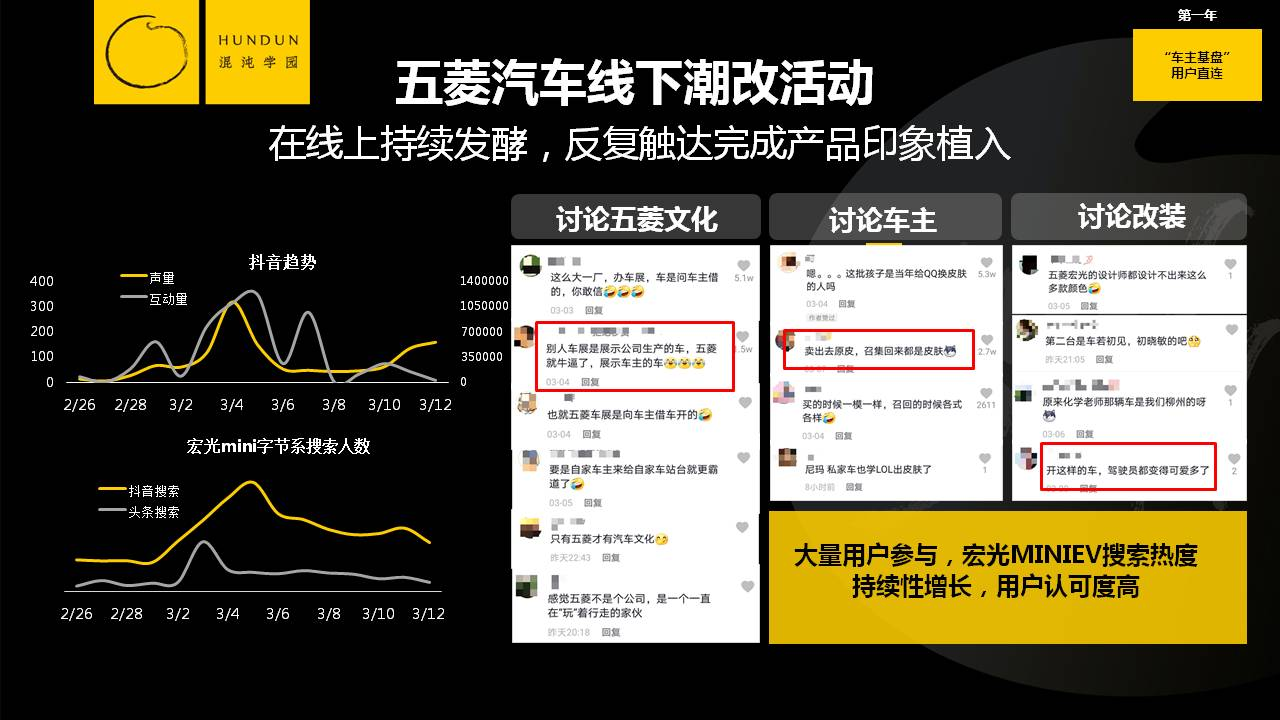 HUNDUN
混沌学园
第一年
“车主基盘”
用户直连
五菱汽车线下潮改活动
在线上持续发酵，反复触达完成产品印象植入
抖音趋势
声量
互动量
400
300
200
100
0
1400000
1050000
700000
350000
0
2/26 2/28 3/2 3/4 3/6 3/8 3/10 3/12
宏光mini字节系搜索人数
抖音搜索
头条搜索
2/26 2/28 3/2 3/4 3/6 3/8 3/10 3/12
讨论五菱文化
这么大一厂，办车展，车是问车主借
的，你敢信🤣🤣🤣
5.1w
03-03 回复
别人车展是展示公司生产的车，五菱
就牛逼了，展示车主的车😂😂😂
.5w
03-04 回复
也就五菱车展是向车主借车开的🤣
03-04 回复
要是自家车主来给自家车站台就更霸
道了🤣
03-05 回复
只有五菱才有汽车文化😋
昨天22:43 回复
感觉五菱不是个公司，是一个一直
在“玩”着行走的家伙
昨天20:18 回复
讨论车主
嗯。。。这批孩子是当年给QQ换皮肤
的人吗
5.3w
03-04 回复
作者赞过
卖出去原皮，召集回来都是皮肤
2.7w
回复
买的时候一模一样，召回的时候各式
各样🤣
2611
03-04 回复
尼玛 私家车也学LOL出皮肤了
1
8小时前 回复
讨论改装
五菱宏光的设计师都设计不出来这么
多款颜色🤣
1
03-05 回复
第二台是车若初见，初晓敏的吧
昨天21:05 回复
原来化学老师那辆车是我们柳州的呀
1
03-06 回复
开这样的车，驾驶员都变得可爱多了
2
回复
大量用户参与，宏光MINIEV搜索热度
持续性增长，用户认可度高